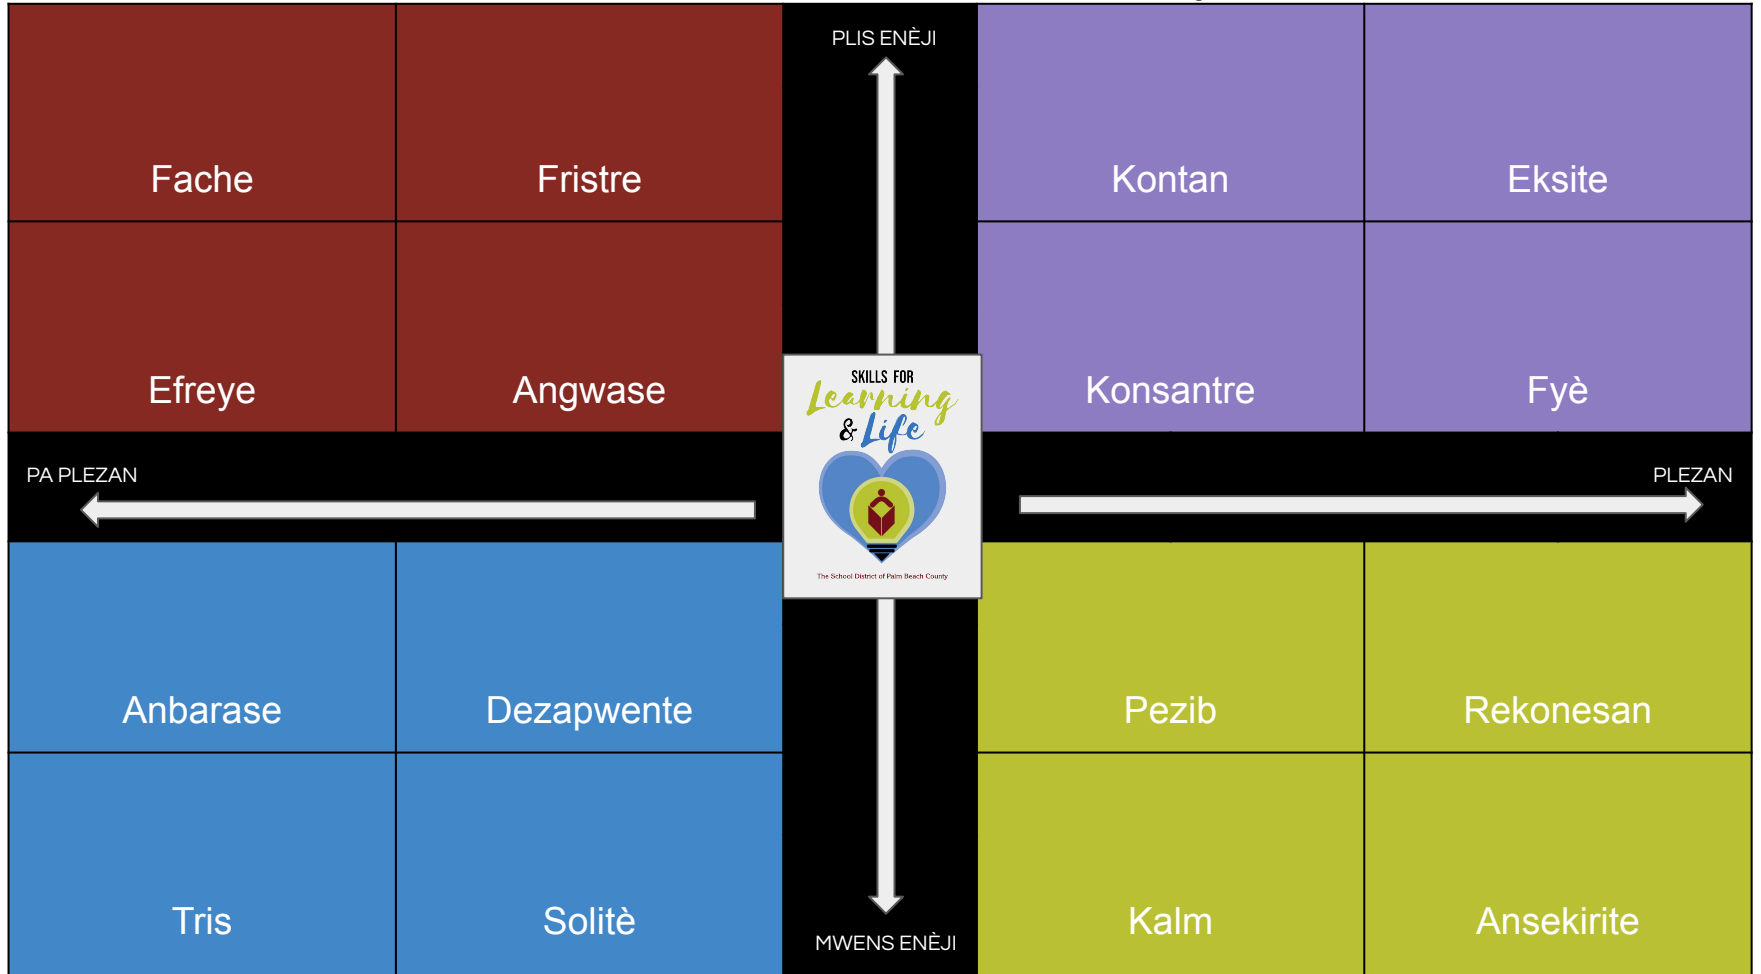 PLIS ENÈJI
Fache
Fristre
Kontan
Eksite
Efreye
Angwase
Konsantre
Fyè
SKILLS FOR
Learning
& Life
The School District of Palm Beach County
PA PLEZAN
PLEZAN
Anbarase
Dezapwente
Pezib
Rekonesan
Tris
Solitè
Kalm
Ansekirite
MWENS ENÈJI